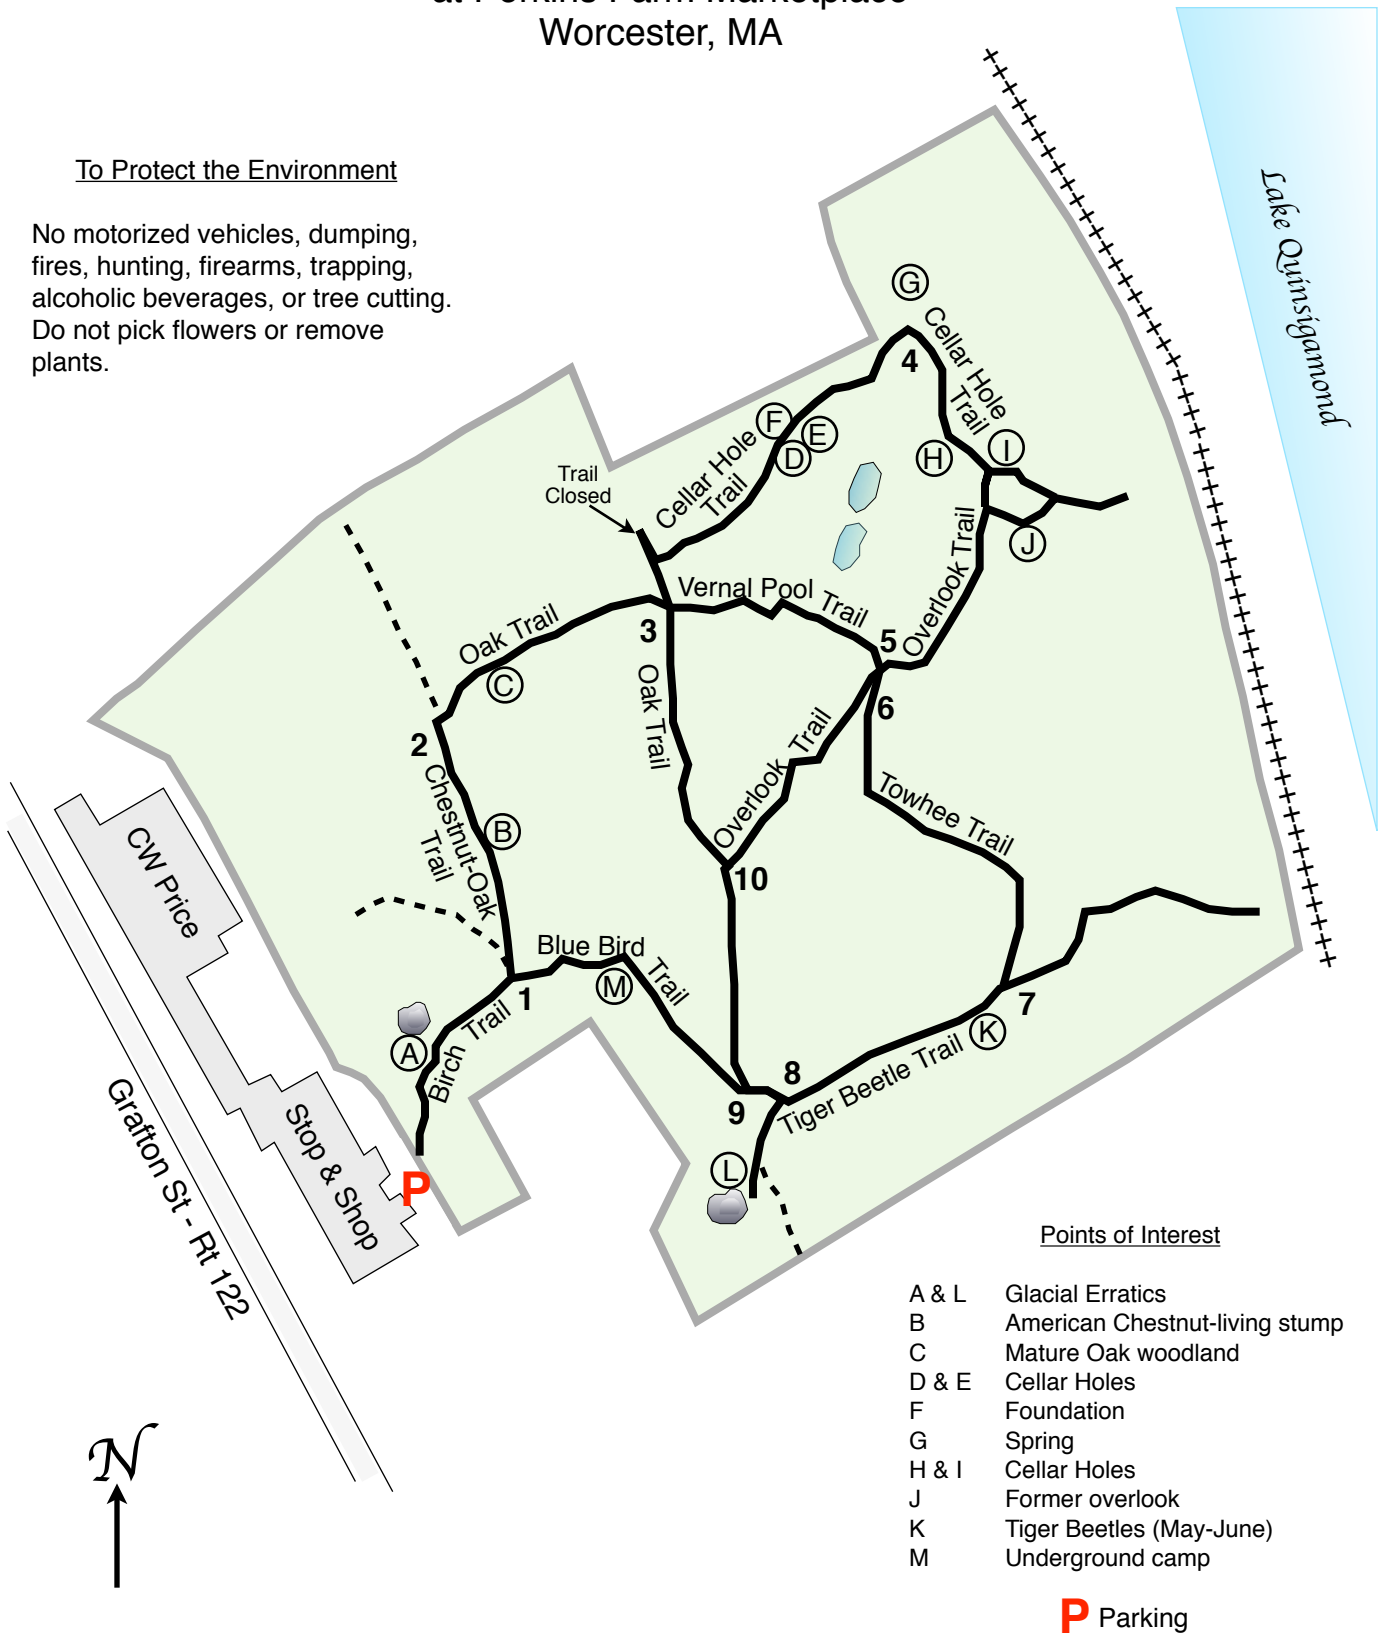 at Perkins Farm Marketplace
Worcester, MA
To Protect the Environment
No motorized vehicles, dumping,
fires, hunting, firearms, trapping,
alcoholic beverages, or tree cutting.
Do not pick flowers or remove
plants.
Lake Quinsigamond
G
Cellar Hole
Trail
4
F
E
D
H
I
J
Cellar Hole
Trail
Trail
Closed
Vernal Pool Trail
Overlook Trail
3
5
6
Oak Trail
C
Oak Trail
2
Chestnut-Oak
Trail
B
Overlook Trail
10
Towhee Trail
CW Price
Blue Bird Trail
M
1
A
Birch Trail
7
K
8
9
Tiger Beetle Trail
L
P
Stop & Shop
Grafton St - Rt 122
N
Points of Interest
A & L Glacial Erratics
B American Chestnut-living stump
C Mature Oak woodland
D & E Cellar Holes
F Foundation
G Spring
H & I Cellar Holes
J Former overlook
K Tiger Beetles (May-June)
M Underground camp
P Parking